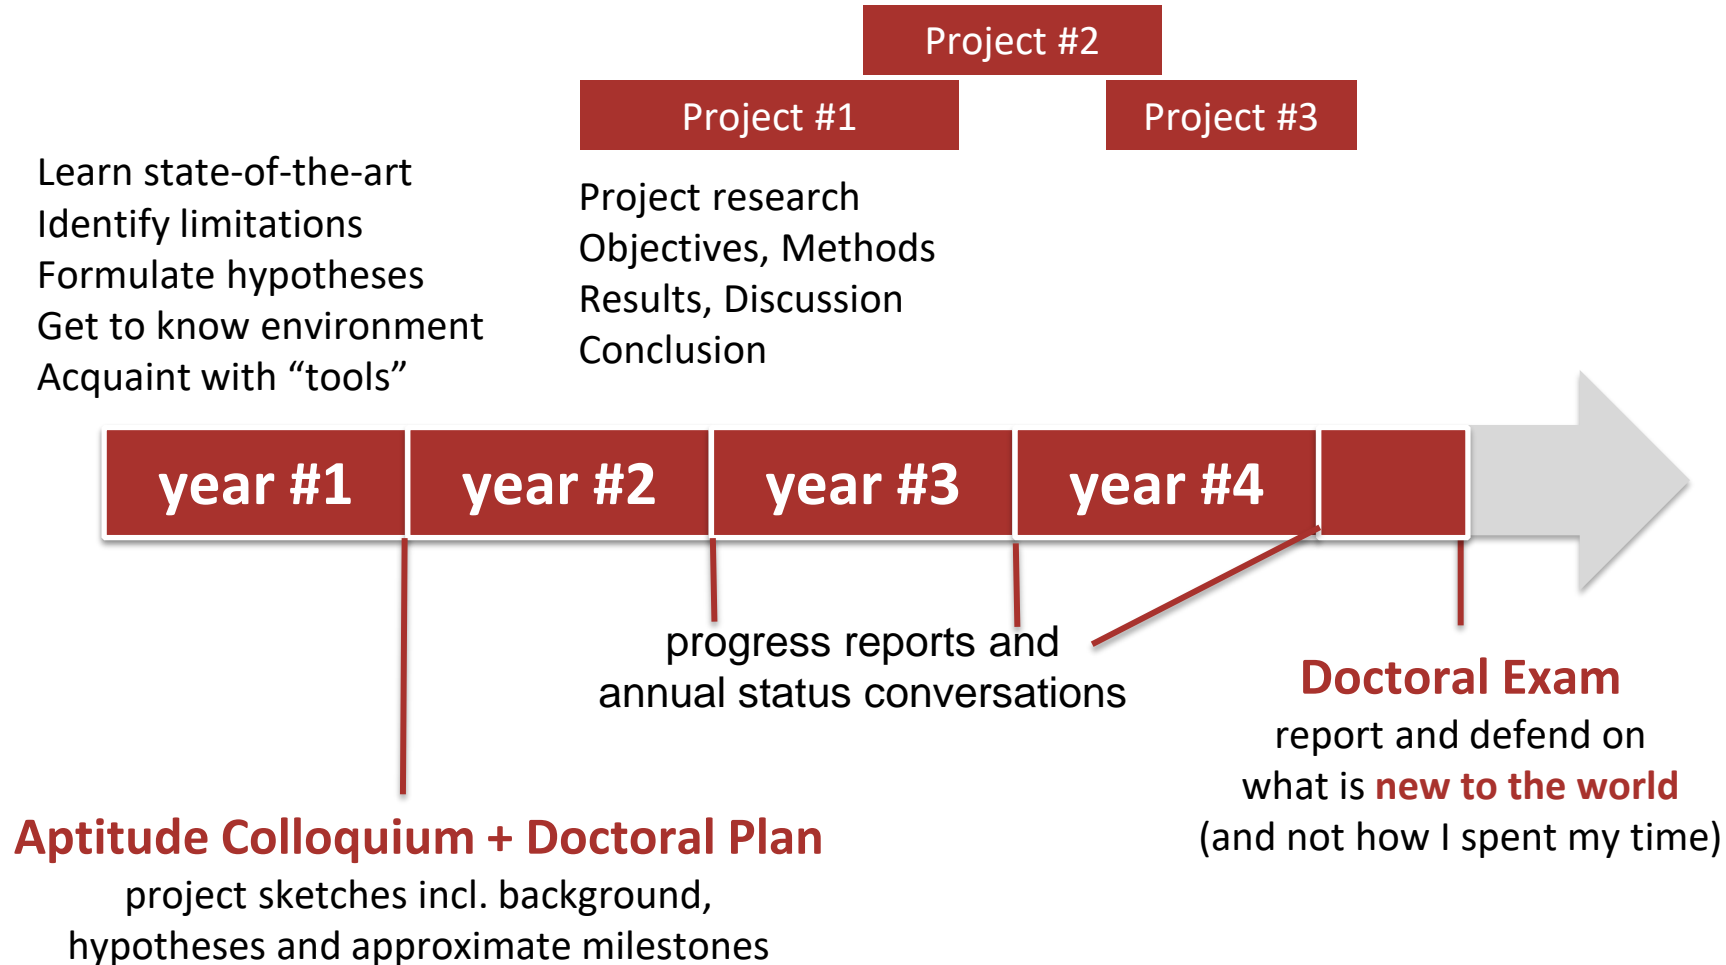 Project #2
Project #1
Project #3
Learn state-of-the-art
Identify limitations
Formulate hypotheses
Get to know environment
Acquaint with “tools”
Project research
Objectives, Methods
Results, Discussion
Conclusion
year #1
year #2
year #3
year #4
progress reports and
annual status conversations
Doctoral Exam
report and defend on
what is new to the world
(and not how I spent my time)
Aptitude Colloquium + Doctoral Plan
project sketches incl. background,
hypotheses and approximate milestones